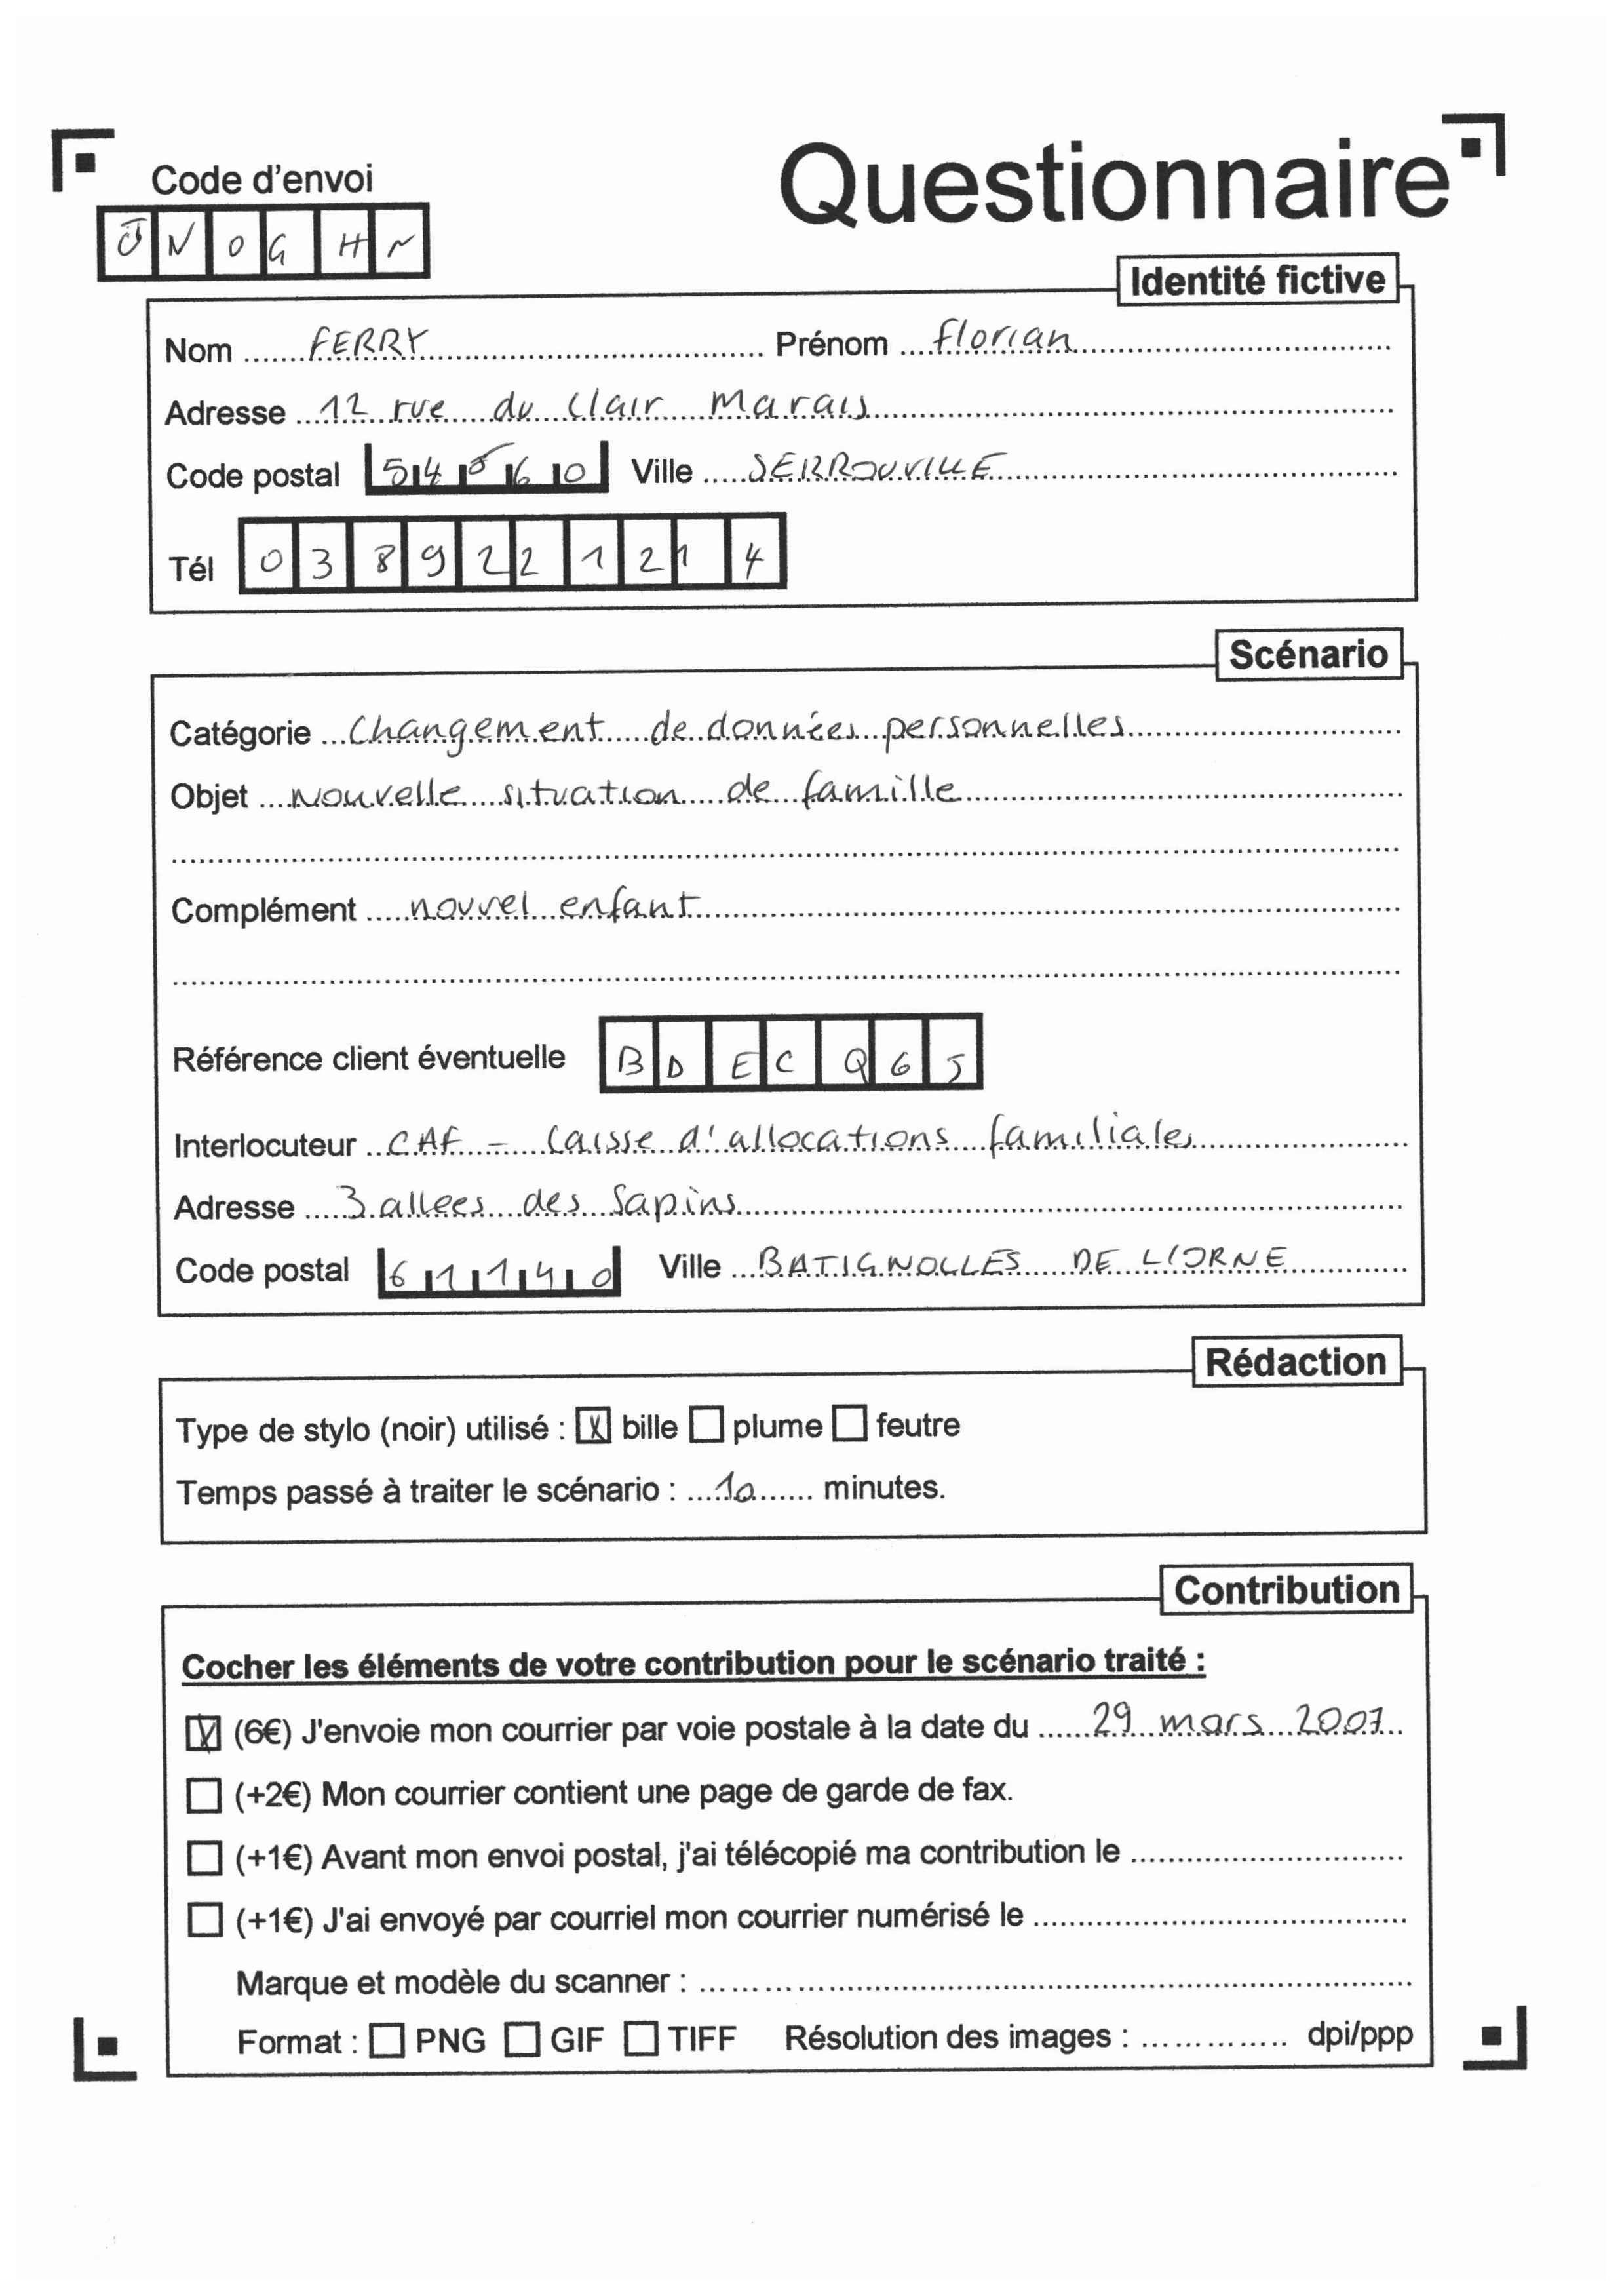 Questionnaire
Code d'envoi
N O G H N
Identité fictive
Nom FERRY Prénom florian
Adresse 12 rue du Clair Marais
Code postal 54560 Ville SERROUVILLE
Tél 0389221214
Scénario
Catégorie Changement de données personnelles
Objet Nouvelle situation de famille
Complément nouvel enfant
Référence client éventuelle BDECQ65
Interlocuteur CAF - Caisse d'allocations familiales
Adresse 3 allees des Sapins
Code postal 61140 Ville BATIGNOLLES DE L'ORNE
Rédaction
Type de stylo (noir) utilisé : ☒ bille ☐ plume ☐ feutre
Temps passé à traiter le scénario : 10 minutes.
Contribution
Cocher les éléments de votre contribution pour le scénario traité :
☒ (6€) J'envoie mon courrier par voie postale à la date du 29 mars 2007
☐ (+2€) Mon courrier contient une page de garde de fax.
☐ (+1€) Avant mon envoi postal, j'ai télécopié ma contribution le
☐ (+1€) J'ai envoyé par courriel mon courrier numérisé le
Marque et modèle du scanner :
Format : ☐ PNG ☐ GIF ☐ TIFF Résolution des images : dpi/ppp